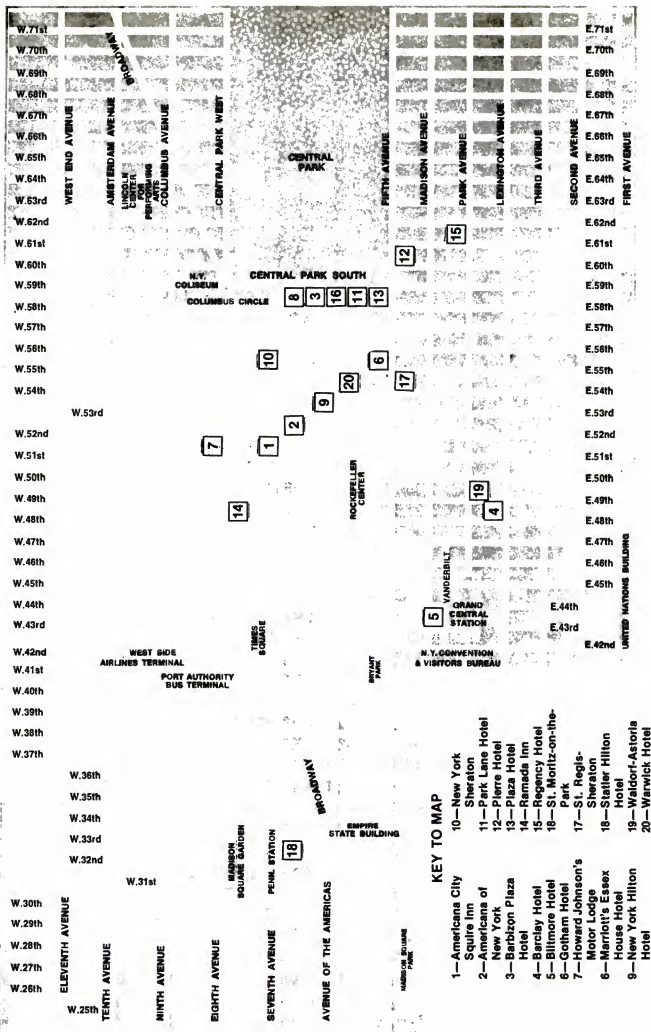 W.71st
W.70th
W.69th
W.68th
W.67th
W.66th
W.65th
W.64th
W.63rd
W.62nd
W.61st
W.60th
W.59th
W.58th
W.57th
W.56th
W.55th
W.54th
W.53rd
W.52nd
W.51st
W.50th
W.49th
W.48th
W.47th
W.46th
W.45th
W.44th
W.43rd
W.42nd
W.41st
W.40th
W.39th
W.38th
W.37th
W.36th
W.35th
W.34th
W.33rd
W.32nd
W.31st
W.30th
W.29th
W.28th
W.27th
W.26th
W.25th
E.71st
E.70th
E.69th
E.68th
E.67th
E.66th
E.65th
E.64th
E.63rd
E.62nd
E.61st
E.60th
E.59th
E.58th
E.57th
E.56th
E.55th
E.54th
E.53rd
E.52nd
E.51st
E.50th
E.49th
E.48th
E.47th
E.46th
E.45th
E.44th
E.43rd
E.42nd
BROADWAY
WEST END AVENUE
AMSTERDAM AVENUE
LINCOLN
CENTER
FOR
PERFORMING
ARTS
COLUMBUS AVENUE
CENTRAL PARK WEST
CENTRAL
PARK
FIFTH AVENUE
MADISON AVENUE
PARK AVENUE
LEXINGTON AVENUE
THIRD AVENUE
SECOND AVENUE
FIRST AVENUE
15
12
N.Y.
COLISEUM
CENTRAL PARK SOUTH
COLUMBUS CIRCLE
8
3
16
11
13
10
6
20
17
9
2
7
1
14
ROCKEFELLER
CENTER
19
4
VANDERBILT
5
GRAND
CENTRAL
STATION
UNITED NATIONS BUILDING
TIMES
SQUARE
WEST SIDE
AIRLINES TERMINAL
PORT AUTHORITY
BUS TERMINAL
BRYANT
PARK
N.Y. CONVENTION
& VISITORS BUREAU
BROADWAY
EMPIRE
STATE BUILDING
MADISON
SQUARE GARDEN
PENN. STATION
18
ELEVENTH AVENUE
TENTH AVENUE
NINTH AVENUE
EIGHTH AVENUE
SEVENTH AVENUE
AVENUE OF THE AMERICAS
MADISON SQUARE
PARK
KEY TO MAP
1—Americana City
Squire Inn
2—Americana of
New York
3—Barbizon Plaza
Hotel
4—Barclay Hotel
5—Biltmore Hotel
6—Gotham Hotel
7—Howard Johnson's
Motor Lodge
8—Marriott's Essex
House Hotel
9—New York Hilton
Hotel
10—New York
Sheraton
11—Park Lane Hotel
12—Pierre Hotel
13—Plaza Hotel
14—Ramada Inn
15—Regency Hotel
16—St. Moritz-on-the-
Park
17—St. Regis-
Sheraton
18—Statler Hilton
Hotel
19—Waldorf-Astoria
20—Warwick Hotel